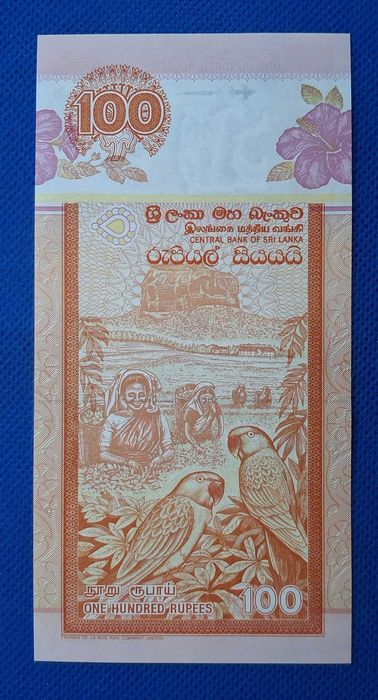 100
ශ්‍රී ලංකා මහ බැංකුව
இலங்கை மத்திய வங்கி
CENTRAL BANK OF SRI LANKA
රුපියල් සියයයි
நூறு ரூபாய்
ONE HUNDRED RUPEES
100
THOMAS DE LA RUE AND COMPANY LIMITED